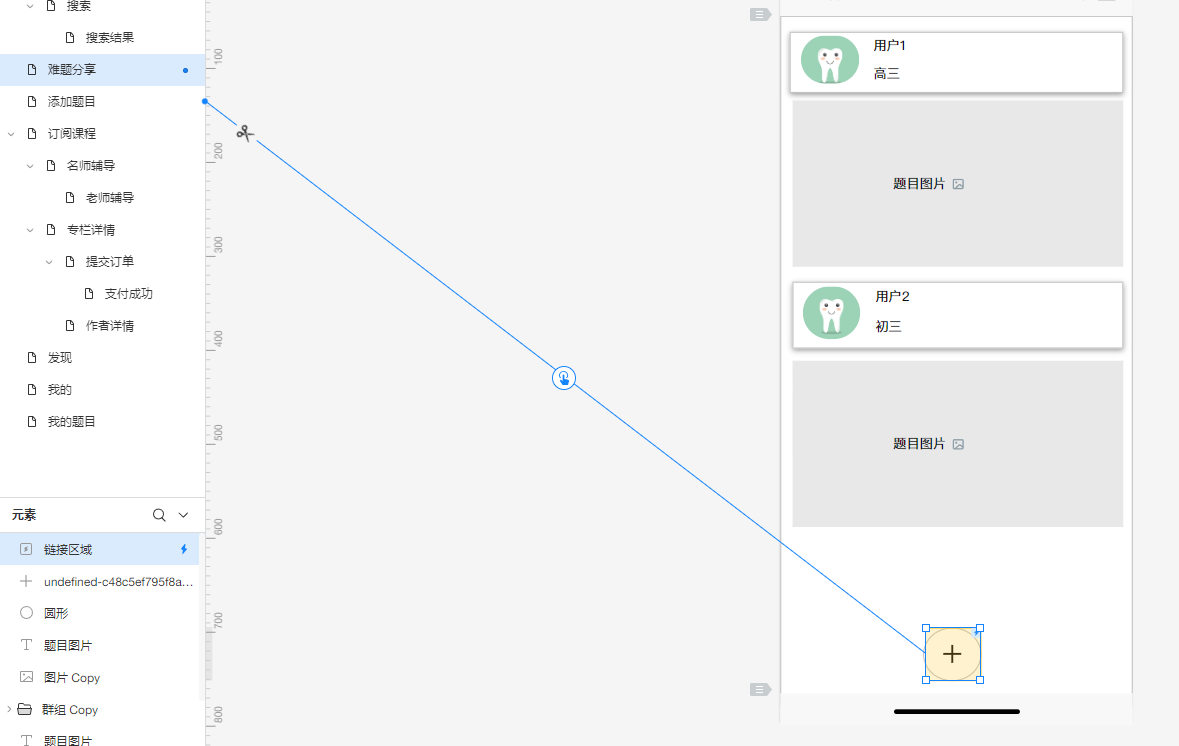 搜索
搜索结果
难题分享
添加题目
订阅课程
名师辅导
老师辅导
专栏详情
提交订单
支付成功
作者详情
发现
我的
我的题目
元素
链接区域
undefined-c48c5ef795f8a...
圆形
题目图片
图片 Copy
群组 Copy
题目图片
100
200
300
400
500
600
700
800
用户1
高三
题目图片
用户2
初三
题目图片